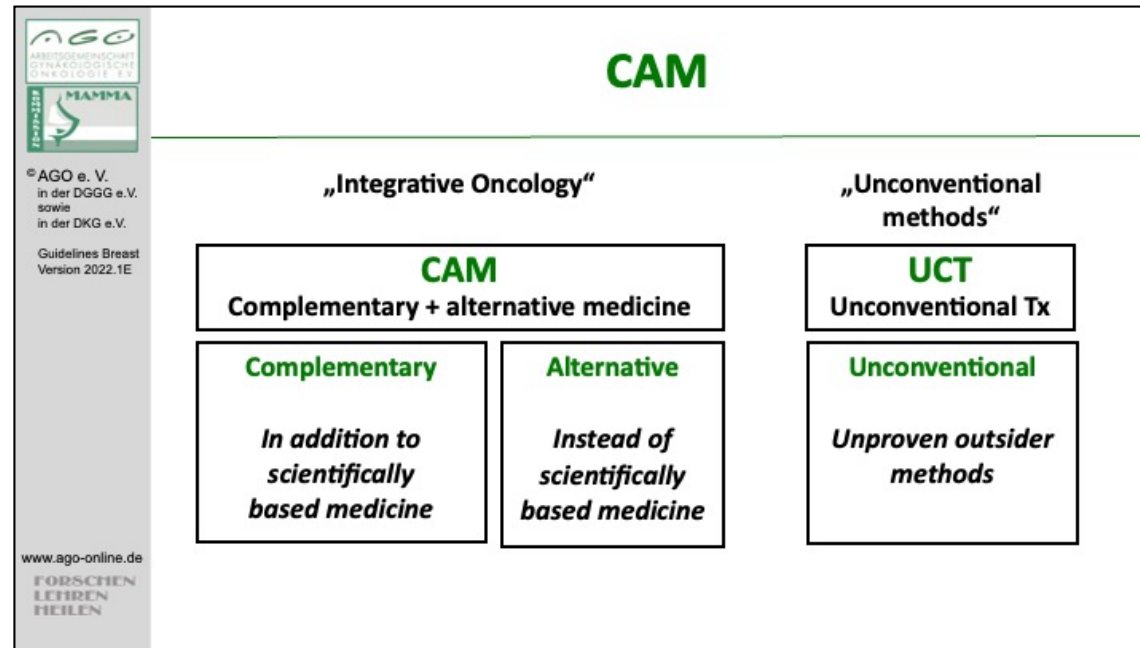 AGO
ARBEITSGEMEINSCHAFT
GYNÄKOLOGISCHE
ONKOLOGIE E.V.
KOMMISSION
MAMMA
© AGO e. V.
in der DGGG e.V.
sowie
in der DKG e.V.
Guidelines Breast
Version 2022.1E
www.ago-online.de
FORSCHEN
LEHREN
HEILEN
CAM
„Integrative Oncology“
„Unconventional
methods“
CAM
Complementary + alternative medicine
UCT
Unconventional Tx
Complementary
In addition to
scientifically
based medicine
Alternative
Instead of
scientifically
based medicine
Unconventional
Unproven outsider
methods